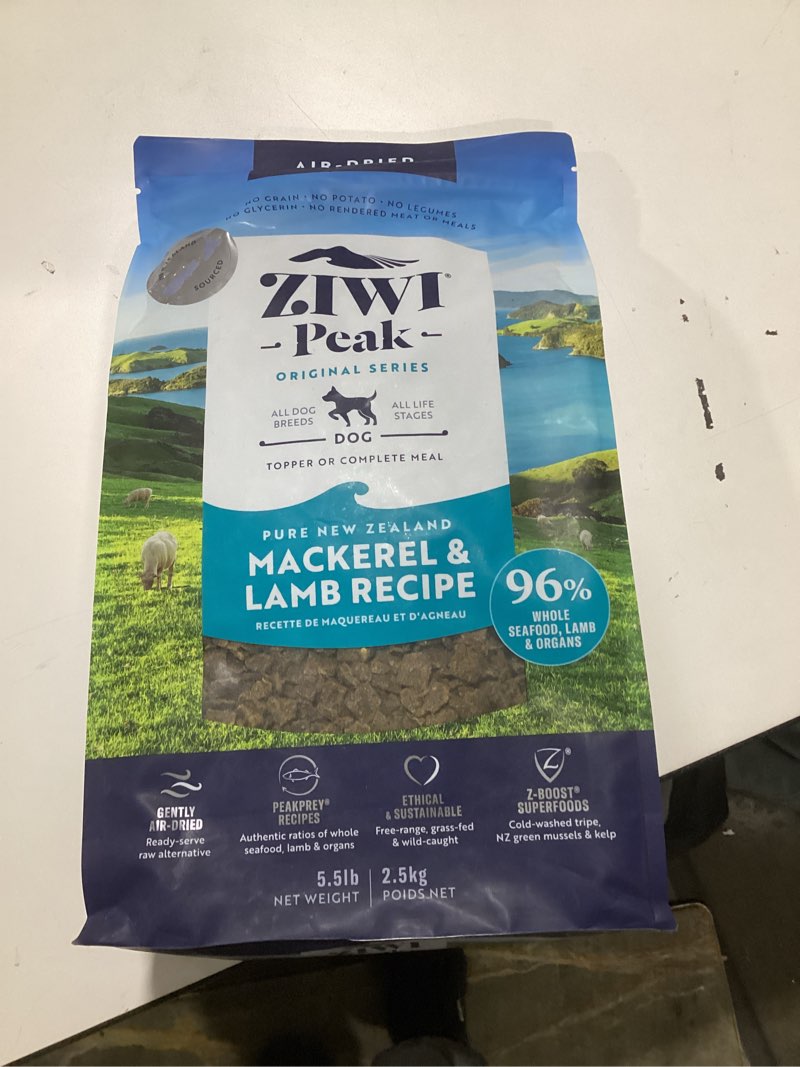 AIR-DRIED
NO GRAIN · NO POTATO · NO LEGUMES
NO GLYCERIN · NO RENDERED MEAT OR MEALS
SOURCED
ZIWI®
Peak
ORIGINAL SERIES
ALL DOG
BREEDS
ALL LIFE
STAGES
DOG
TOPPER OR COMPLETE MEAL
PURE NEW ZEALAND
MACKEREL &
LAMB RECIPE
RECETTE DE MAQUEREAU ET D'AGNEAU
96%
WHOLE
SEAFOOD, LAMB
& ORGANS
GENTLY
AIR-DRIED
Ready-serve
raw alternative
PEAKPREY®
RECIPES
Authentic ratios of whole
seafood, lamb & organs
ETHICAL
& SUSTAINABLE
Free-range, grass-fed
& wild-caught
Z®
Z-BOOST®
SUPERFOODS
Cold-washed tripe,
NZ green mussels & kelp
5.5lb
NET WEIGHT
2.5kg
POIDS NET